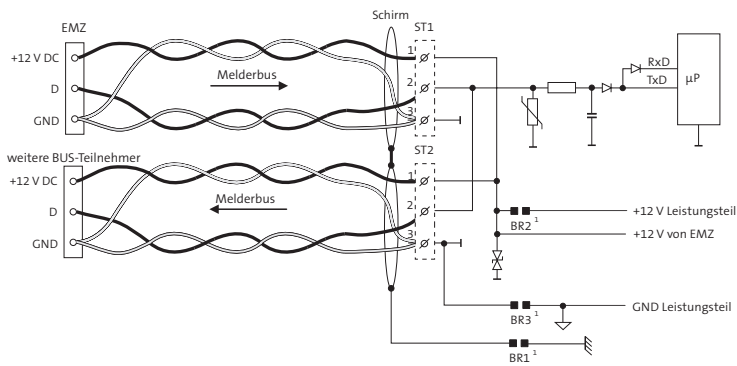 Schirm
EMZ
ST1
+12 V DC
1
RxD
Melderbus
2
D
TxD
µP
3
GND
ST2
weitere BUS-Teilnehmer
+12 V DC
1
Melderbus
2
D
+12 V Leistungsteil
BR2 1
+12 V von EMZ
3
GND
GND Leistungsteil
BR3 1
BR1 1